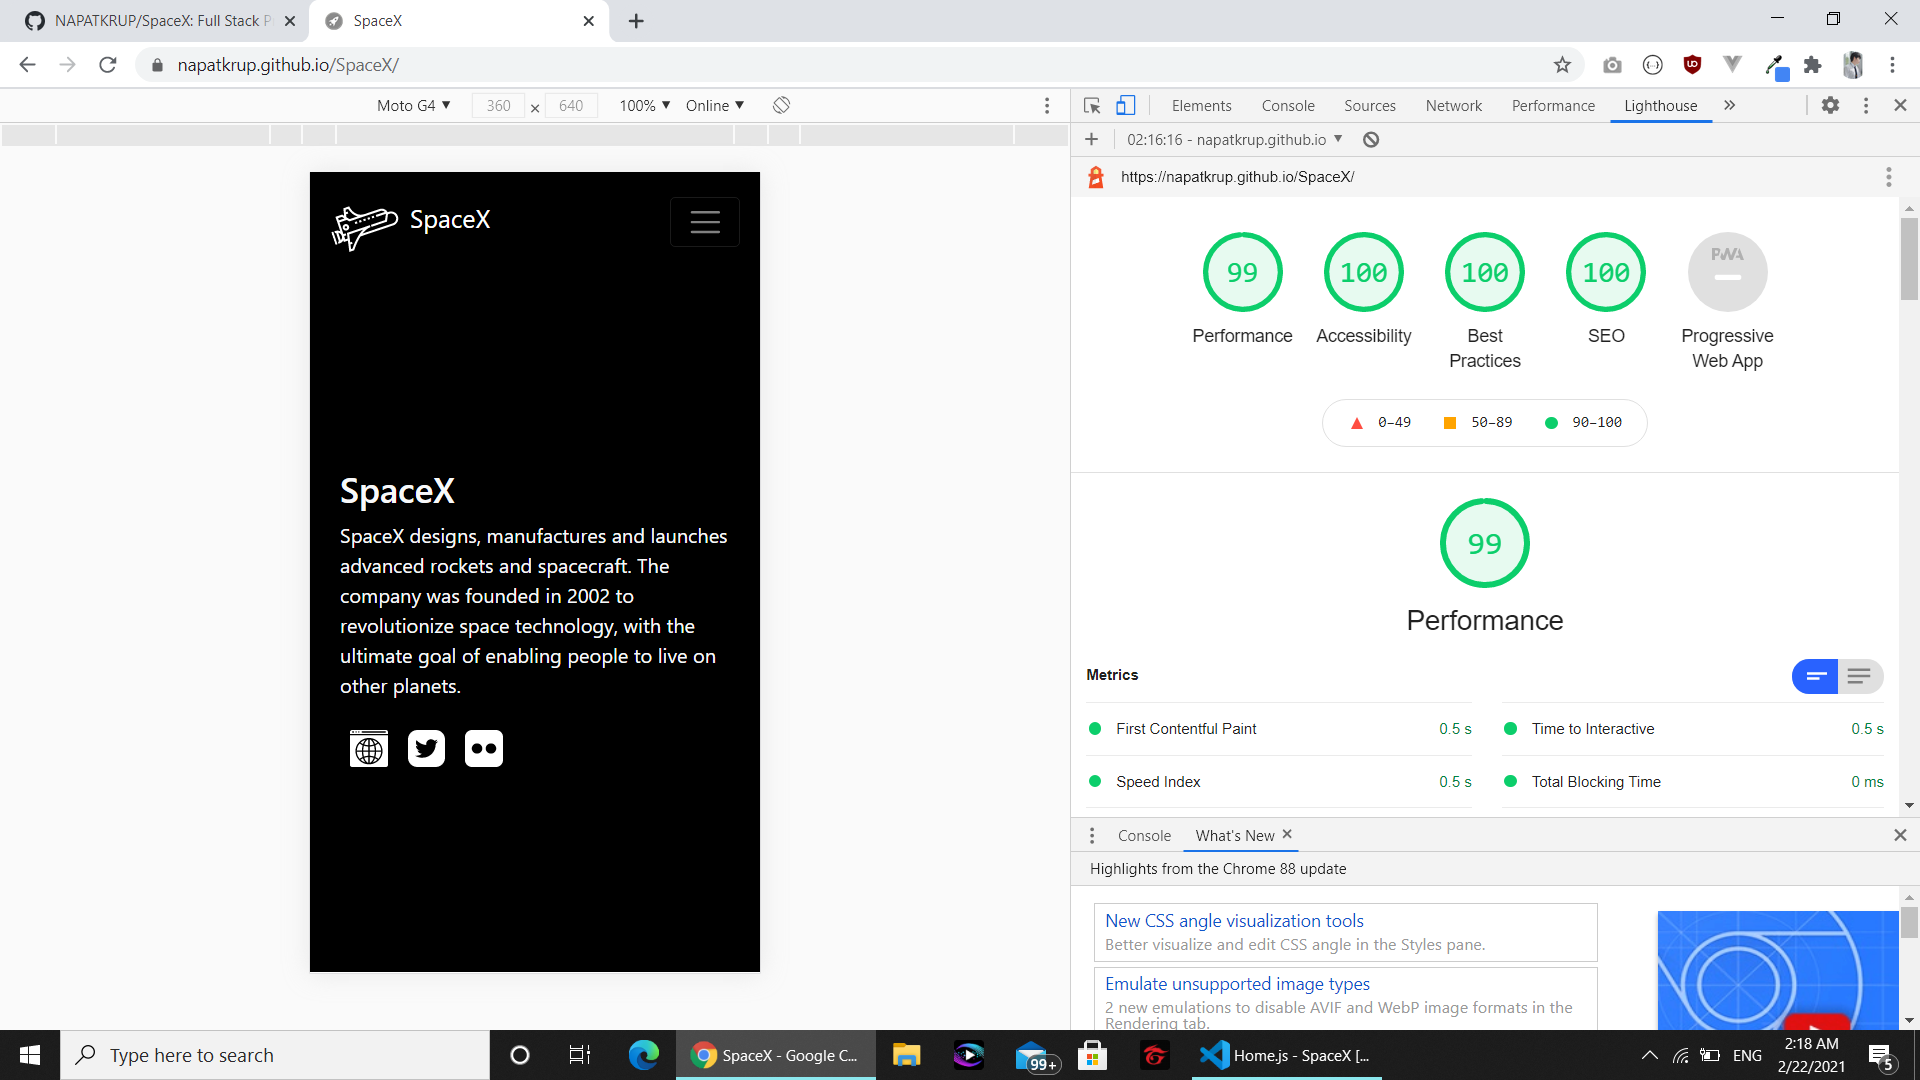 NAPATKRUP/SpaceX: Full Stack P
SpaceX
napatkrup.github.io/SpaceX/
Moto G4 ▼ 360 × 640 100% ▼ Online ▼
Elements Console Sources Network Performance Lighthouse
02:16:16 - napatkrup.github.io ▼
https://napatkrup.github.io/SpaceX/
SpaceX
99 100 100 100 PWA
Performance Accessibility Best Practices SEO Progressive Web App
0–49 50–89 90–100
SpaceX
SpaceX designs, manufactures and launches
advanced rockets and spacecraft. The
company was founded in 2002 to
revolutionize space technology, with the
ultimate goal of enabling people to live on
other planets.
99
Performance
Metrics
First Contentful Paint 0.5 s
Time to Interactive 0.5 s
Speed Index 0.5 s
Total Blocking Time 0 ms
Console What's New
Highlights from the Chrome 88 update
New CSS angle visualization tools
Better visualize and edit CSS angle in the Styles pane.
Emulate unsupported image types
2 new emulations to disable AVIF and WebP image formats in the
Rendering tab.
Type here to search
SpaceX - Google C...
99+
Home.js - SpaceX [...
ENG
2:18 AM
2/22/2021
5